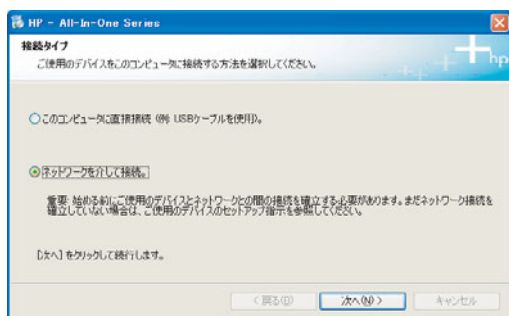 HP - All-In-One Series
接続タイプ
ご使用のデバイスをこのコンピュータに接続する方法を選択してください。
hp
このコンピュータに直接接続 (例 USBケーブルを使用)。
ネットワークを介して接続。
重要: 始める前にご使用のデバイスとネットワークとの間の接続を確立する必要があります。まだネットワーク接続を
確立していない場合は、ご使用のデバイスのセットアップ指示を参照してください。
[次へ] をクリックして続行します。
< 戻る(B) 次へ(N) > キャンセル